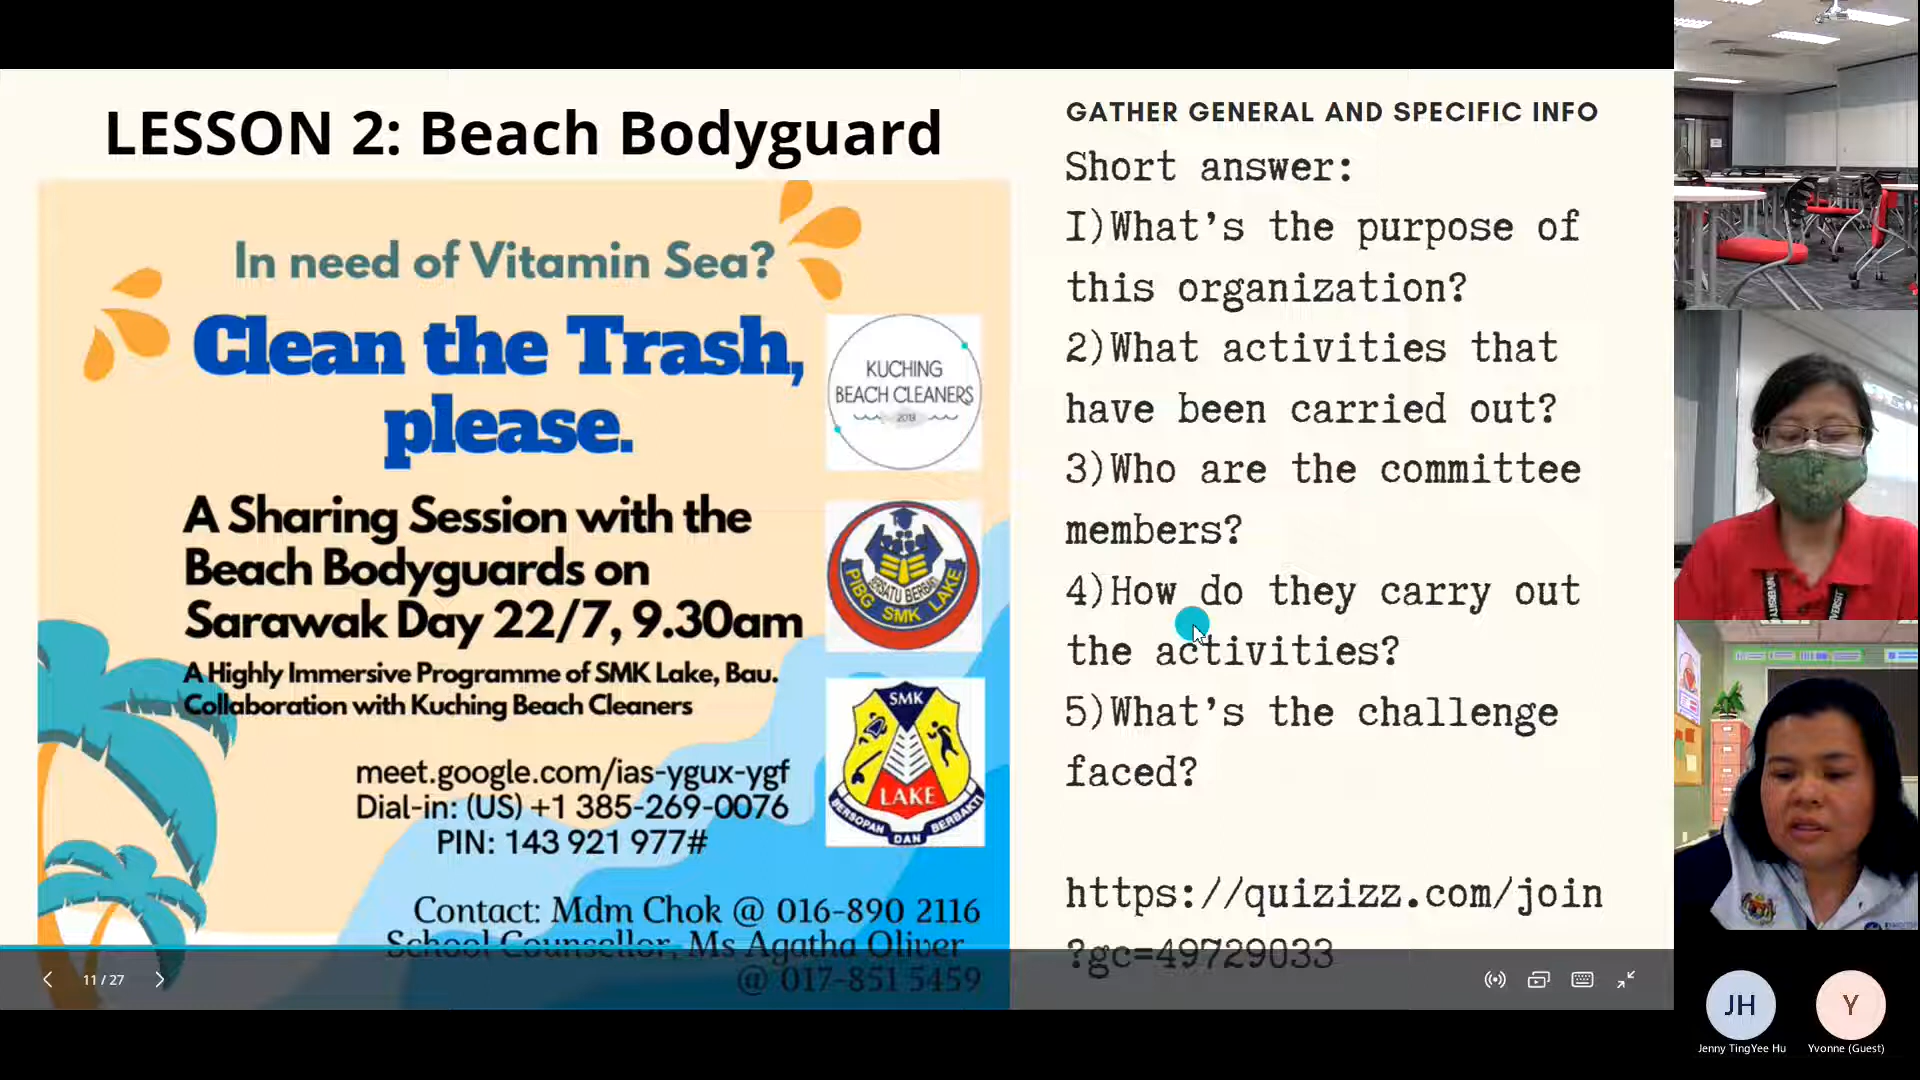 LESSON 2: Beach Bodyguard
In need of Vitamin Sea?
Clean the Trash,
please.
A Sharing Session with the
Beach Bodyguards on
Sarawak Day 22/7, 9.30am
A Highly Immersive Programme of SMK Lake, Bau.
Collaboration with Kuching Beach Cleaners
meet.google.com/ias-ygux-ygf
Dial-in: (US) +1 385-269-0076
PIN: 143 921 977#
Contact: Mdm Chok @ 016-890 2116
School Counsellor, Ms Agatha Oliver
@ 017-851 5459
KUCHING
BEACH CLEANERS
2018
BERSATU BERBAKTI
PIBG SMK LAKE
SMK
LAKE
BERSOPAN DAN BERBAKTI
GATHER GENERAL AND SPECIFIC INFO
Short answer:
I)What's the purpose of
this organization?
2)What activities that
have been carried out?
3)Who are the committee
members?
4)How do they carry out
the activities?
5)What's the challenge
faced?
https://quizizz.com/join
?gc=49729033
11 / 27
JH
Jenny TingYee Hu
Y
Yvonne (Guest)